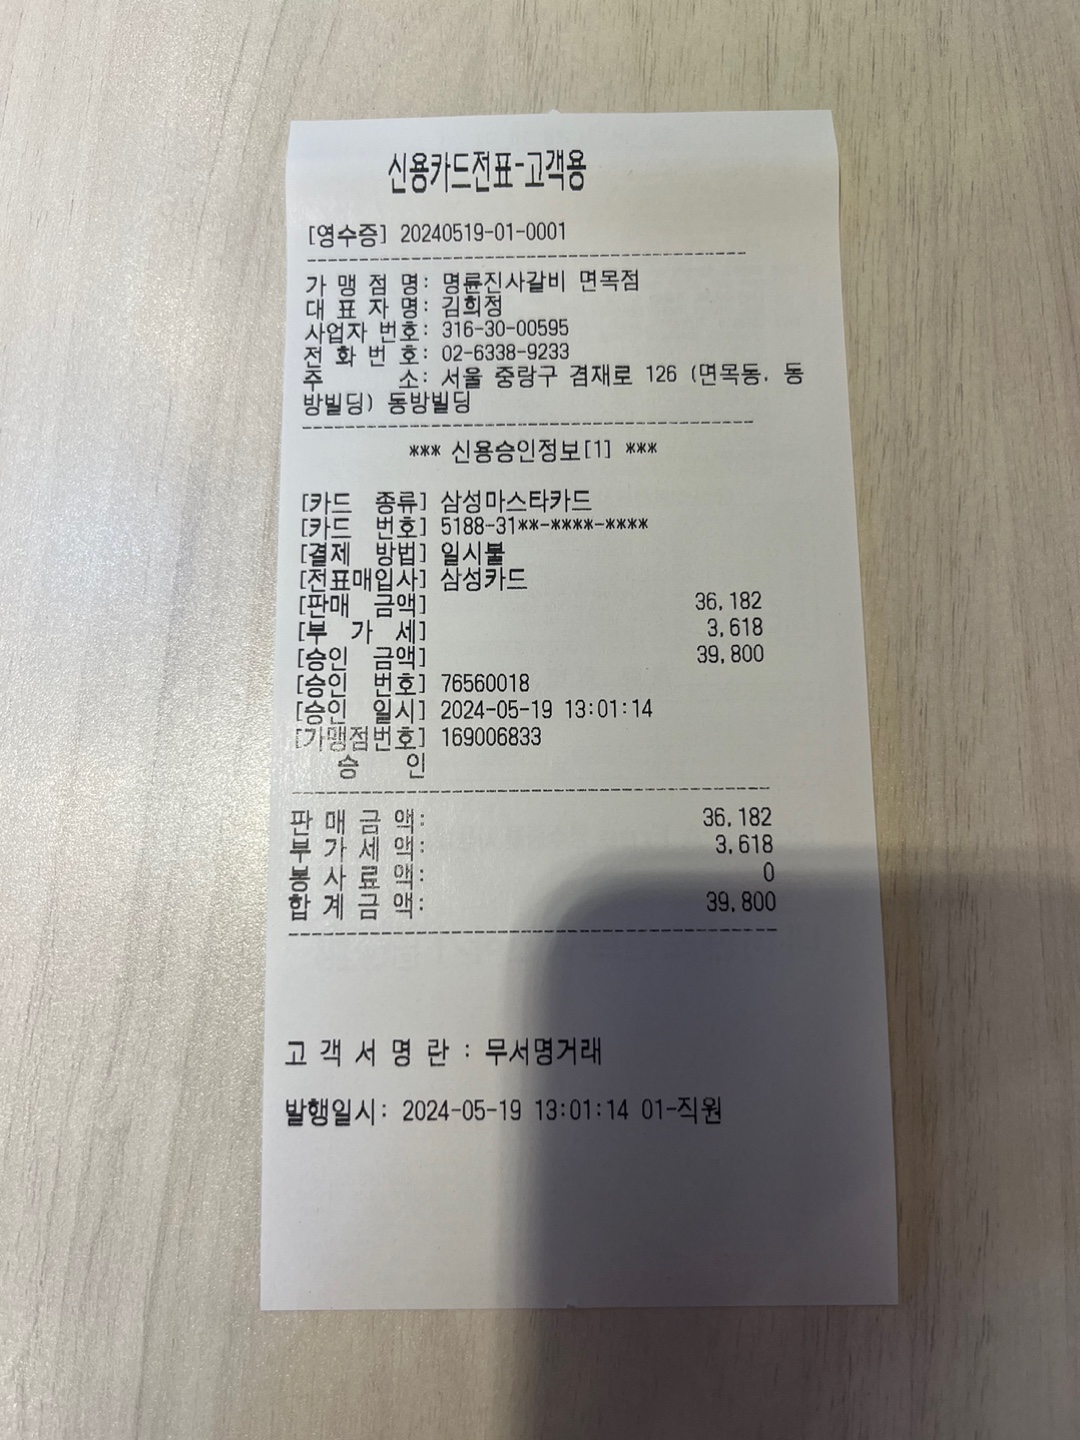 신용카드전표-고객용
[영수증] 20240519-01-0001
가 맹 점 명: 명륜진사갈비 면목점
대 표 자 명: 김희정
사업자 번호: 316-30-00595
전 화 번 호: 02-6338-9233
주 소: 서울 중랑구 겸재로 126 (면목동, 동
방빌딩) 동방빌딩
*** 신용승인정보[1] ***
[카드 종류] 삼성마스타카드
[카드 번호] 5188-31**-****-****
[결제 방법] 일시불
[전표매입사] 삼성카드
[판매 금액] 36,182
[부 가 세] 3,618
[승인 금액] 39,800
[승인 번호] 76560018
[승인 일시] 2024-05-19 13:01:14
[가맹점번호] 169006833
승 인
판 매 금 액: 36,182
부 가 세 액: 3,618
봉 사 료 액: 0
합 계 금 액: 39,800
고 객 서 명 란 : 무서명거래
발행일시: 2024-05-19 13:01:14 01-직원